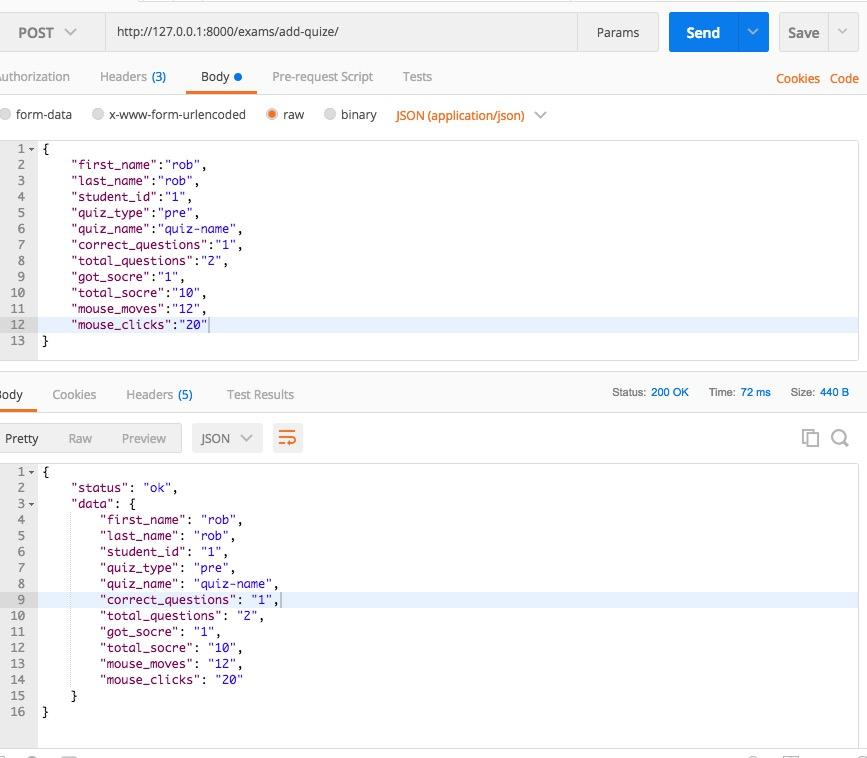 POST http://127.0.0.1:8000/exams/add-quize/ Params Send Save
uthorization Headers (3) Body Pre-request Script Tests Cookies Code
form-data x-www-form-urlencoded raw binary JSON (application/json)
1 {
2 "first_name":"rob",
3 "last_name":"rob",
4 "student_id":"1",
5 "quiz_type":"pre",
6 "quiz_name":"quiz-name",
7 "correct_questions":"1",
8 "total_questions":"2",
9 "got_socre":"1",
10 "total_socre":"10",
11 "mouse_moves":"12",
12 "mouse_clicks":"20"
13 }
ody Cookies Headers (5) Test Results Status: 200 OK Time: 72 ms Size: 440 B
Pretty Raw Preview JSON
1 {
2 "status": "ok",
3 "data": {
4 "first_name": "rob",
5 "last_name": "rob",
6 "student_id": "1",
7 "quiz_type": "pre",
8 "quiz_name": "quiz-name",
9 "correct_questions": "1",
10 "total_questions": "2",
11 "got_socre": "1",
12 "total_socre": "10",
13 "mouse_moves": "12",
14 "mouse_clicks": "20"
15 }
16 }